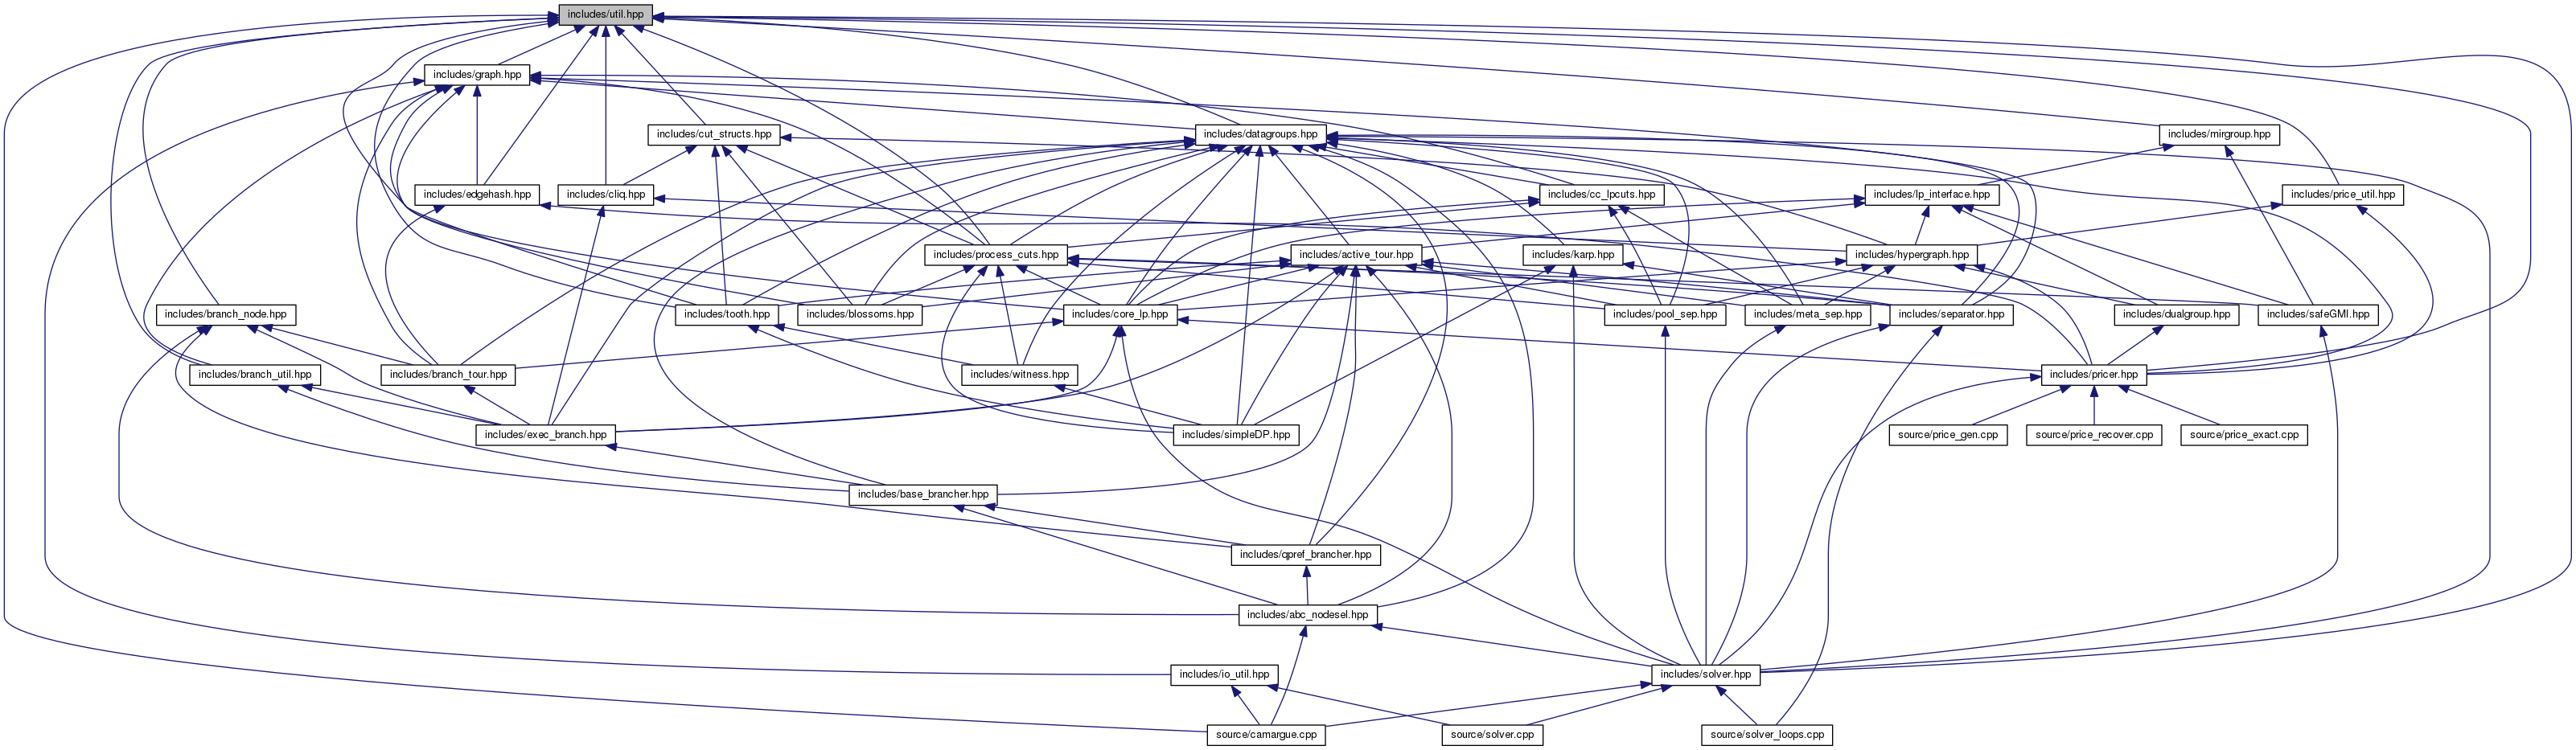 includes/util.hpp
includes/graph.hpp
includes/cut_structs.hpp
includes/datagroups.hpp
includes/mirgroup.hpp
includes/edgehash.hpp
includes/cliq.hpp
includes/cc_lpcuts.hpp
includes/lp_interface.hpp
includes/price_util.hpp
includes/process_cuts.hpp
includes/active_tour.hpp
includes/karp.hpp
includes/hypergraph.hpp
includes/branch_node.hpp
includes/tooth.hpp
includes/blossoms.hpp
includes/core_lp.hpp
includes/pool_sep.hpp
includes/meta_sep.hpp
includes/separator.hpp
includes/dualgroup.hpp
includes/safeGMI.hpp
includes/branch_util.hpp
includes/branch_tour.hpp
includes/witness.hpp
includes/pricer.hpp
includes/exec_branch.hpp
includes/simpleDP.hpp
source/price_gen.cpp
source/price_recover.cpp
source/price_exact.cpp
includes/base_brancher.hpp
includes/qpref_brancher.hpp
includes/abc_nodesel.hpp
includes/io_util.hpp
includes/solver.hpp
source/camargue.cpp
source/solver.cpp
source/solver_loops.cpp